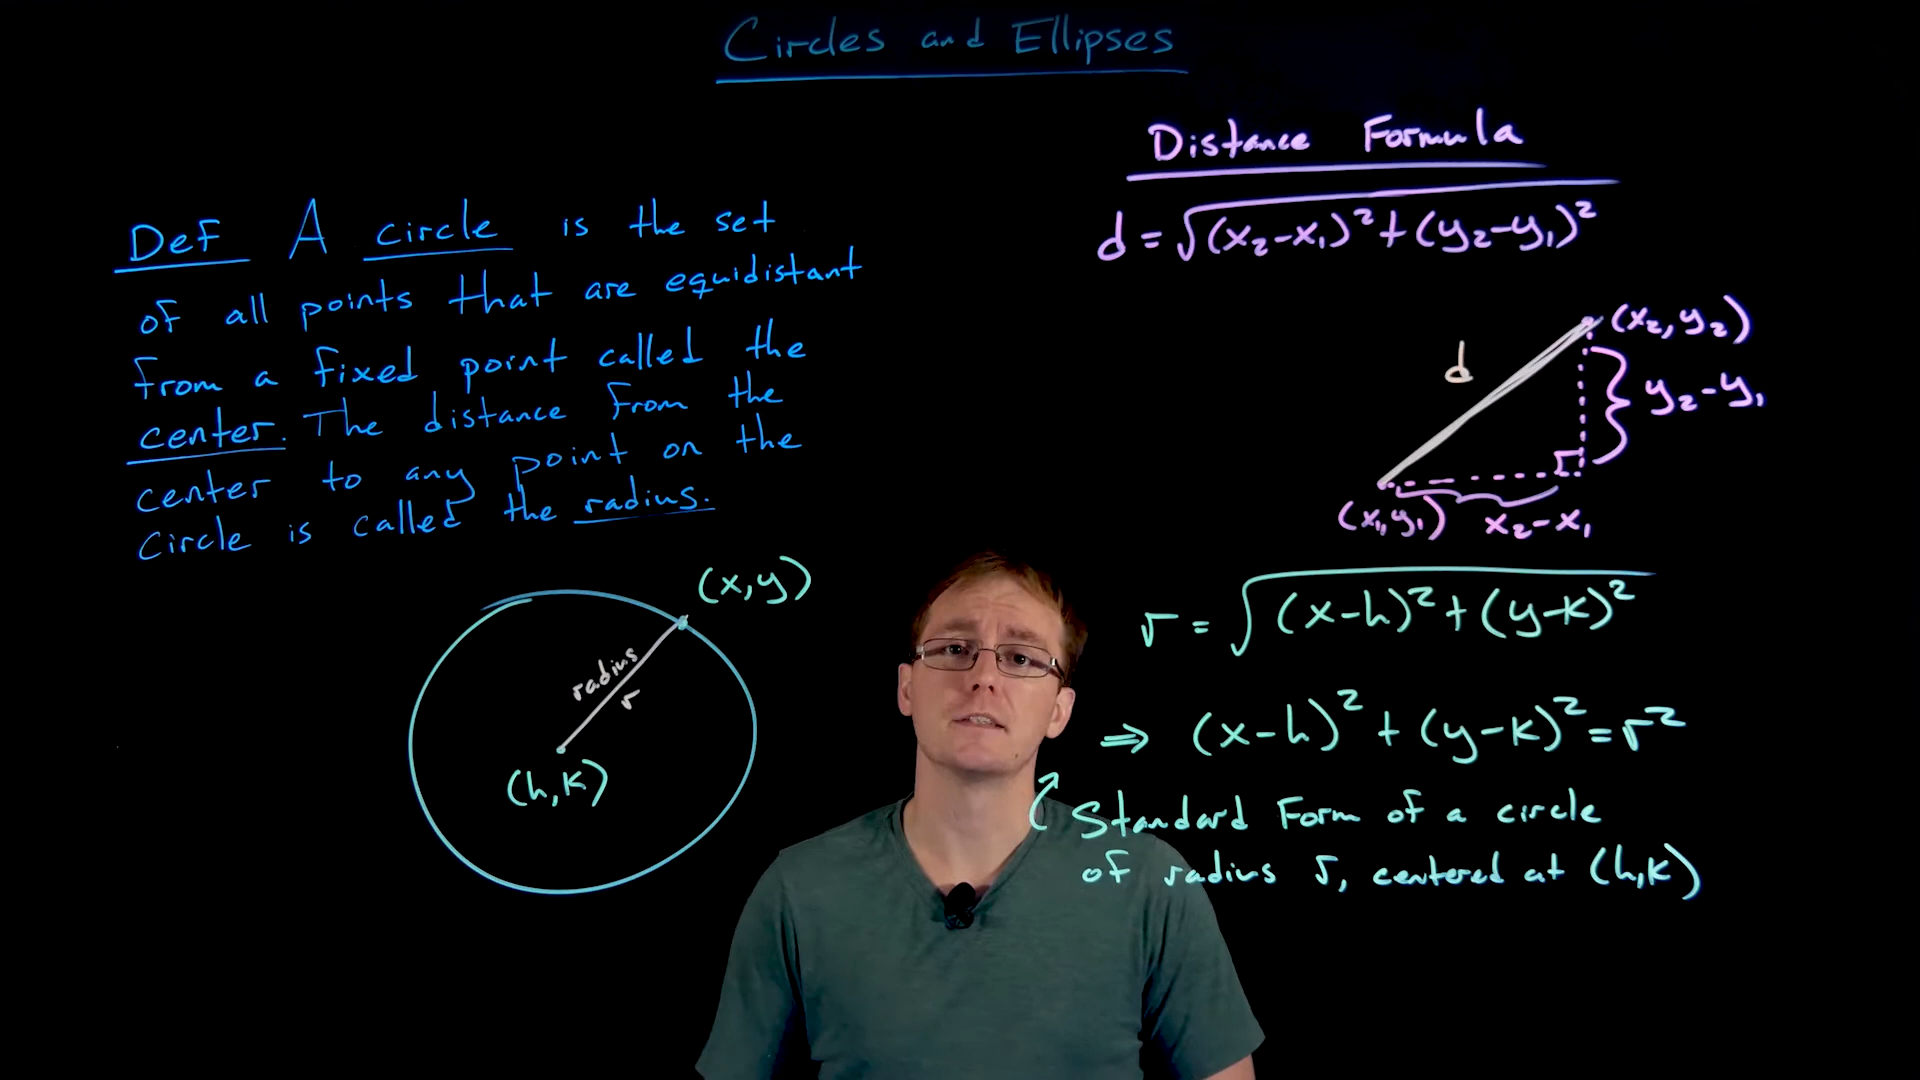 Circles and Ellipses
Def A circle is the set
of all points that are equidistant
from a fixed point called the
center. The distance from the
center to any point on the
circle is called the radius.
(x,y)
radius
r
(h,k)
Distance Formula
d = √(x₂-x₁)²+(y₂-y₁)²
(x₂,y₂)
d
y₂-y₁
(x₁,y₁)
x₂-x₁
r = √(x-h)²+(y-k)²
⇒ (x-h)²+(y-k)²=r²
Standard Form of a circle
of radius r, centered at (h,k)